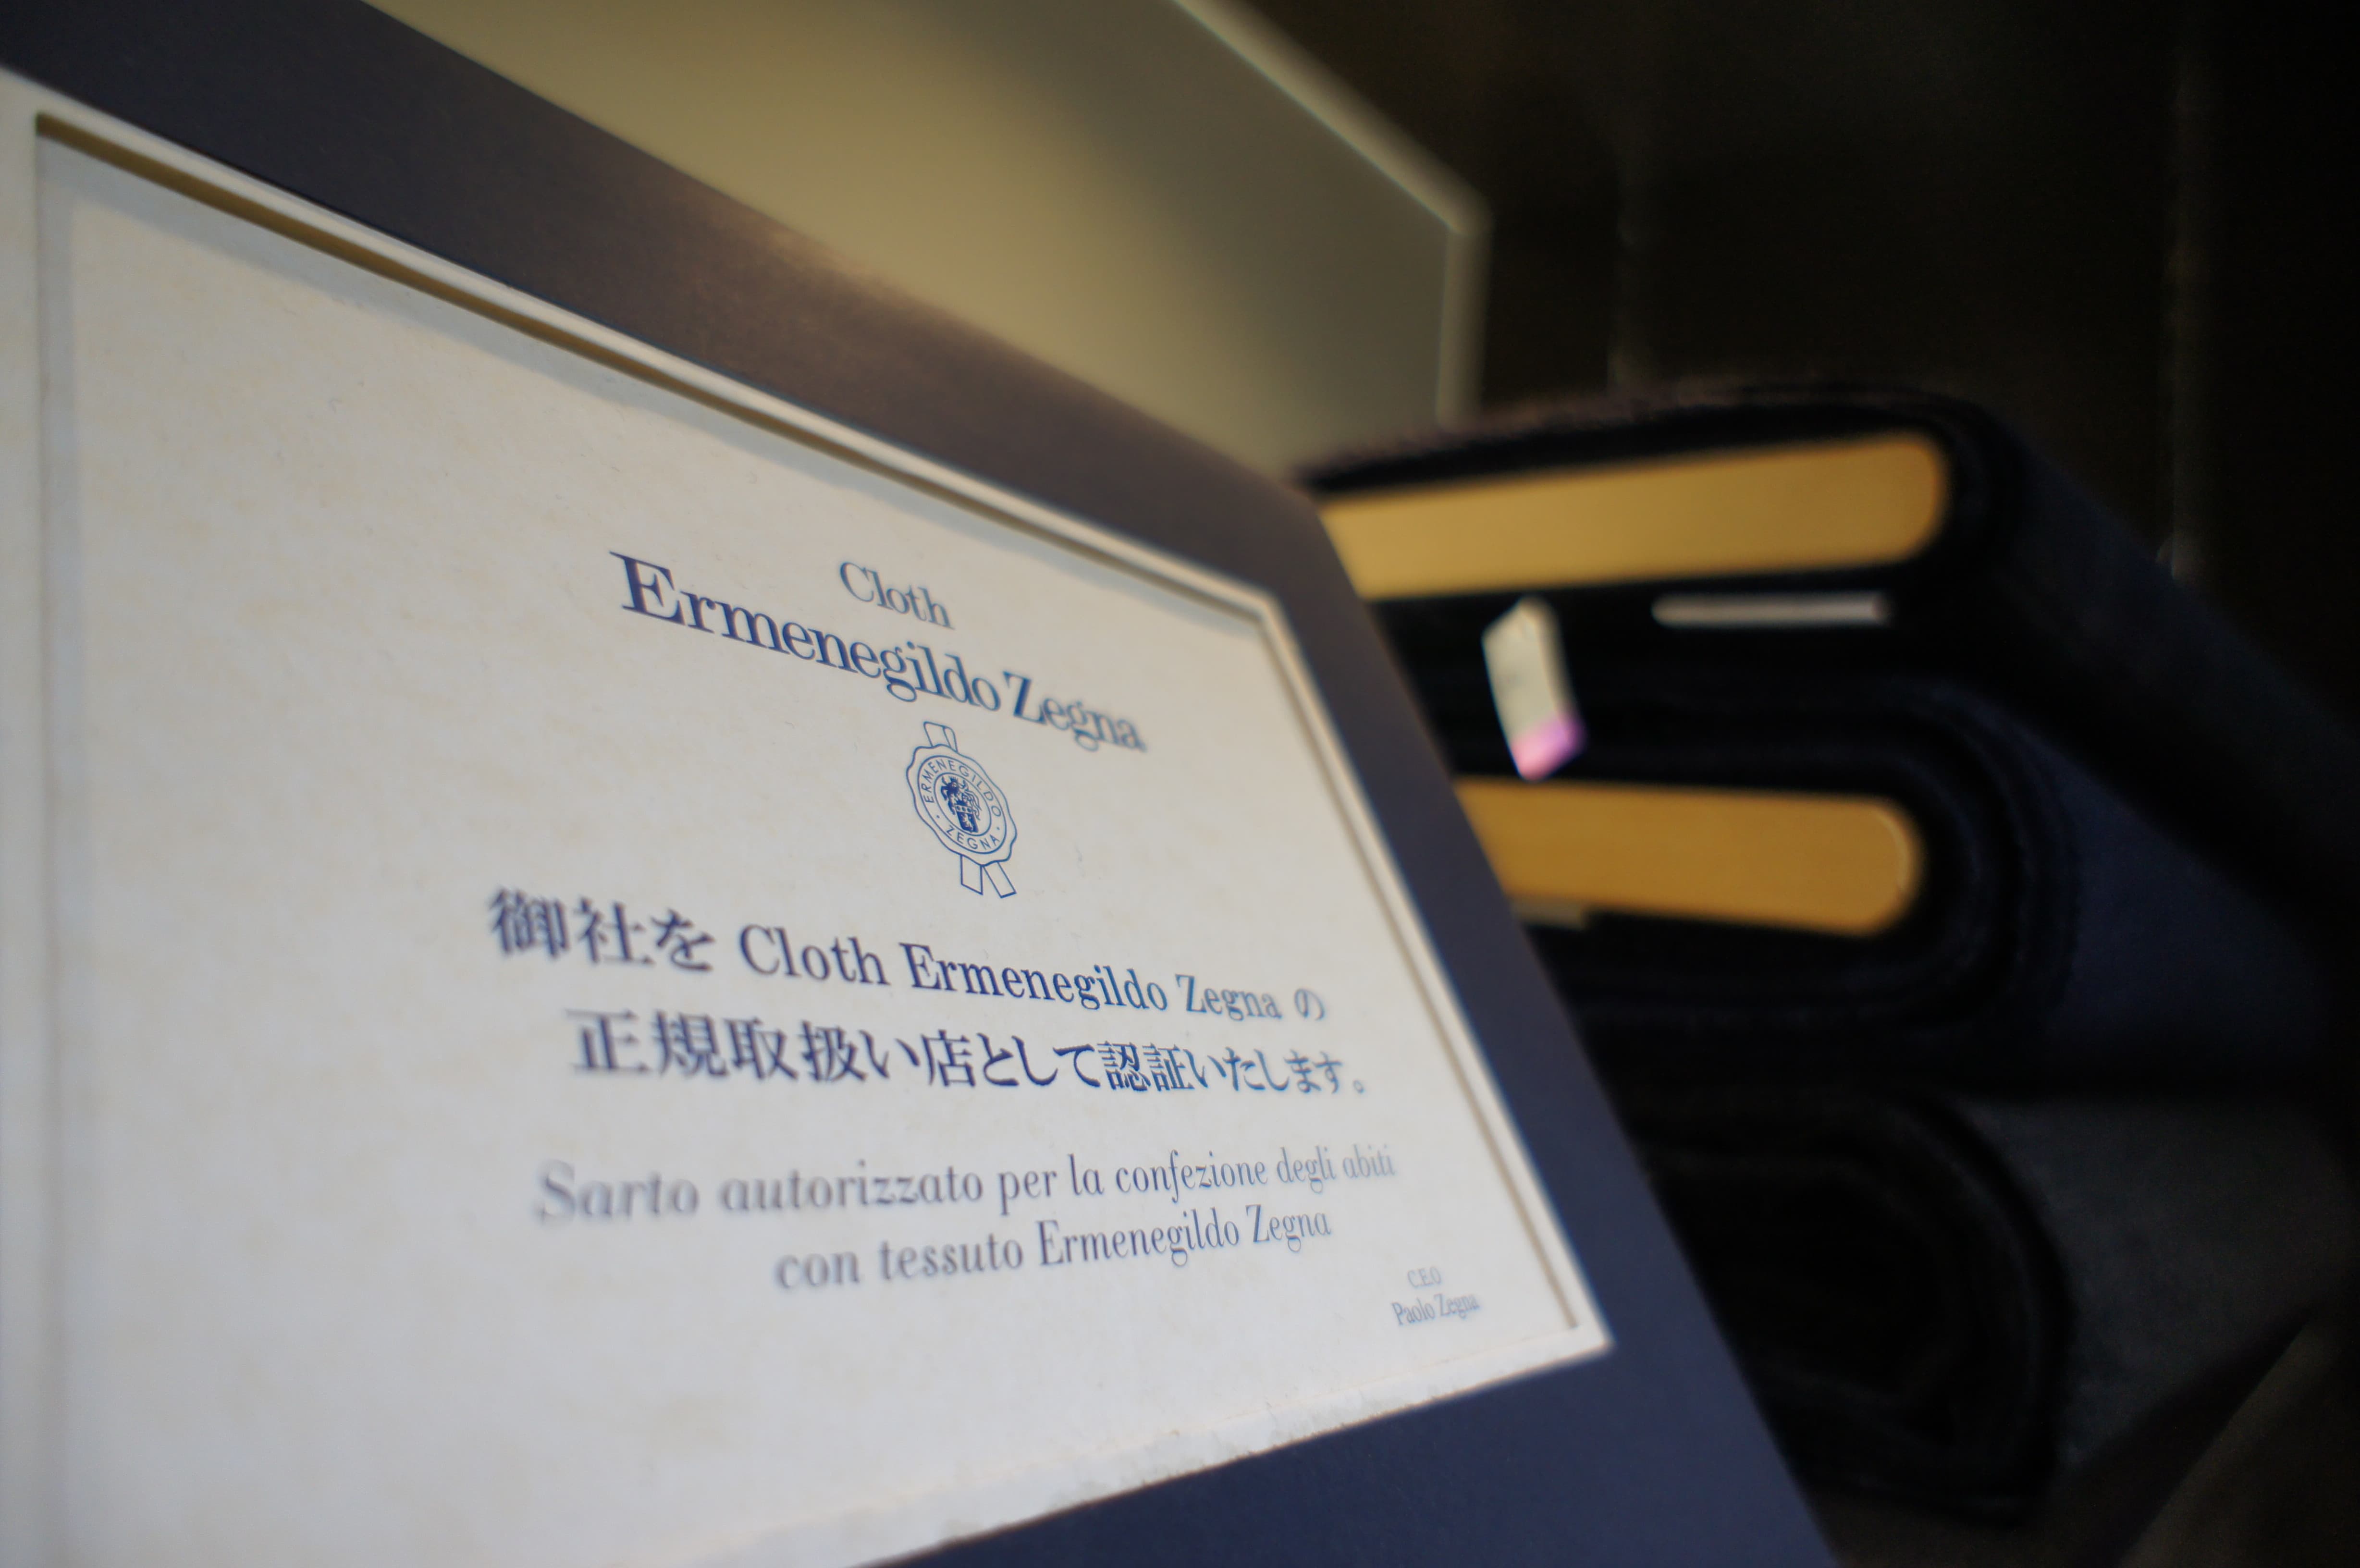 Cloth
Ermenegildo Zegna
ERMENEGILDO
ZEGNA
御社を Cloth Ermenegildo Zegna の
正規取扱い店として認証いたします。
Sarto autorizzato per la confezione degli abiti
con tessuto Ermenegildo Zegna
C.E.O
Paolo Zegna